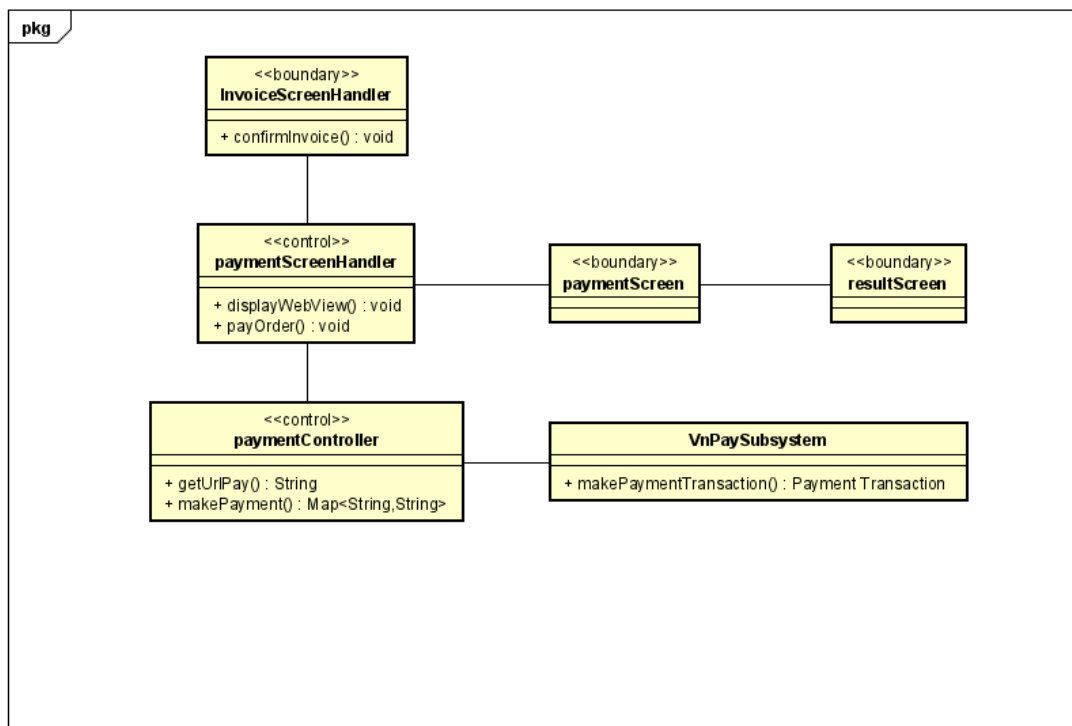 pkg
<<boundary>>
InvoiceScreenHandler
+ confirmInvoice() : void
<<control>>
paymentScreenHandler
+ displayWebView() : void
+ payOrder() : void
<<boundary>>
paymentScreen
<<boundary>>
resultScreen
<<control>>
paymentController
+ getUrlPay() : String
+ makePayment() : Map<String,String>
VnPaySubsystem
+ makePaymentTransaction() : Payment Transaction